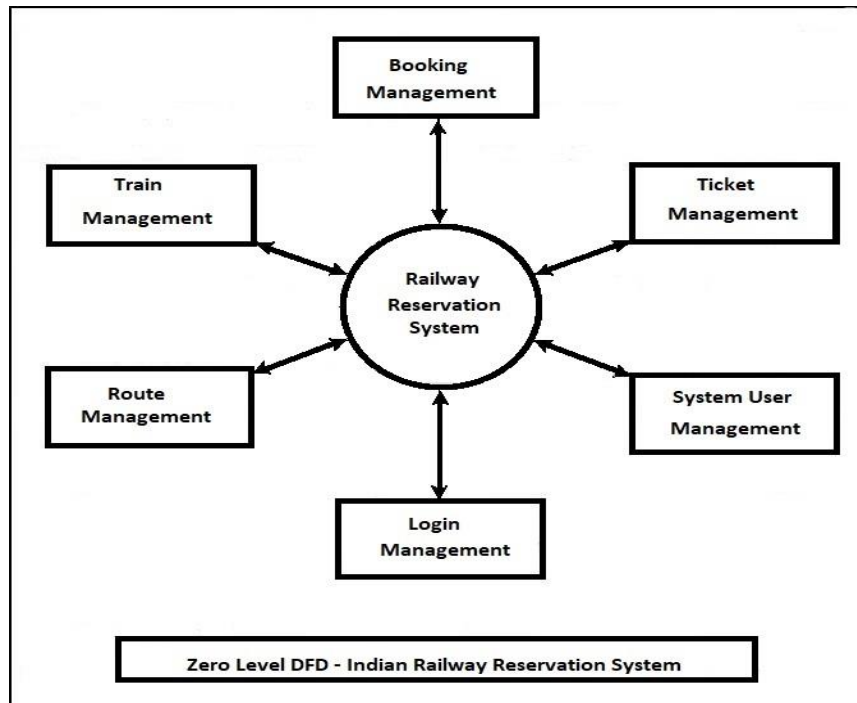 Booking
Management
Train
Management
Ticket
Management
Railway
Reservation
System
Route
Management
System User
Management
Login
Management
Zero Level DFD - Indian Railway Reservation System